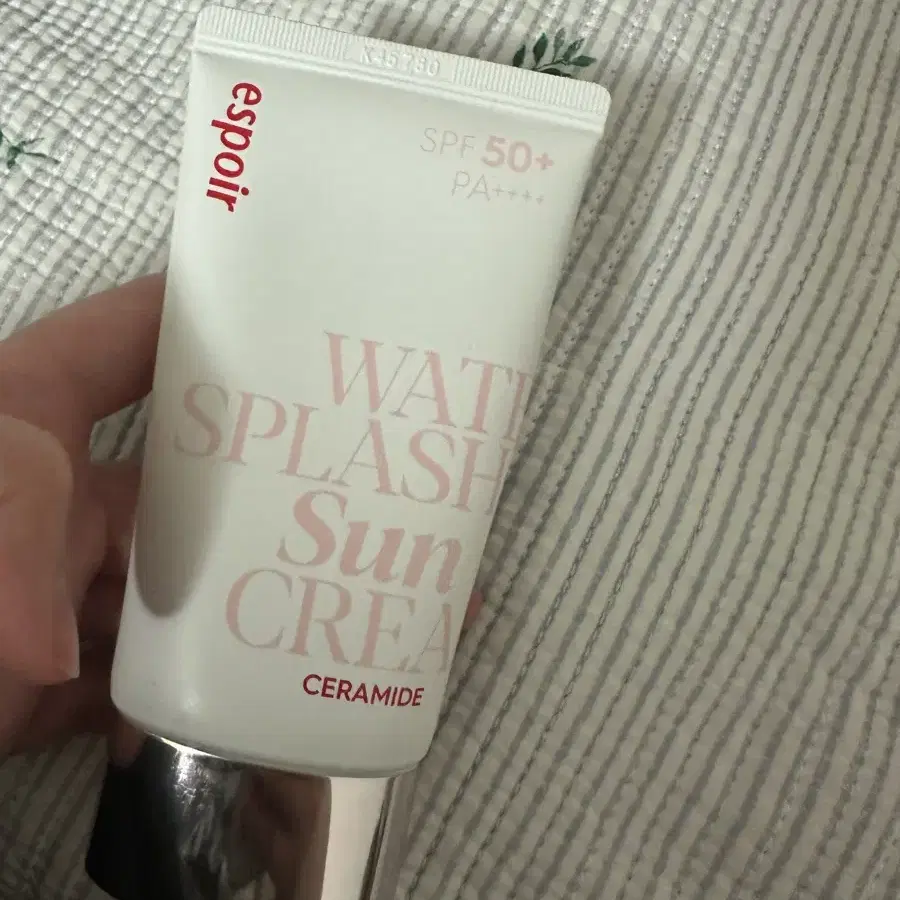 espoir
SPF 50+
PA++++
WAT
SPLASH
Sun
CREA
CERAMIDE